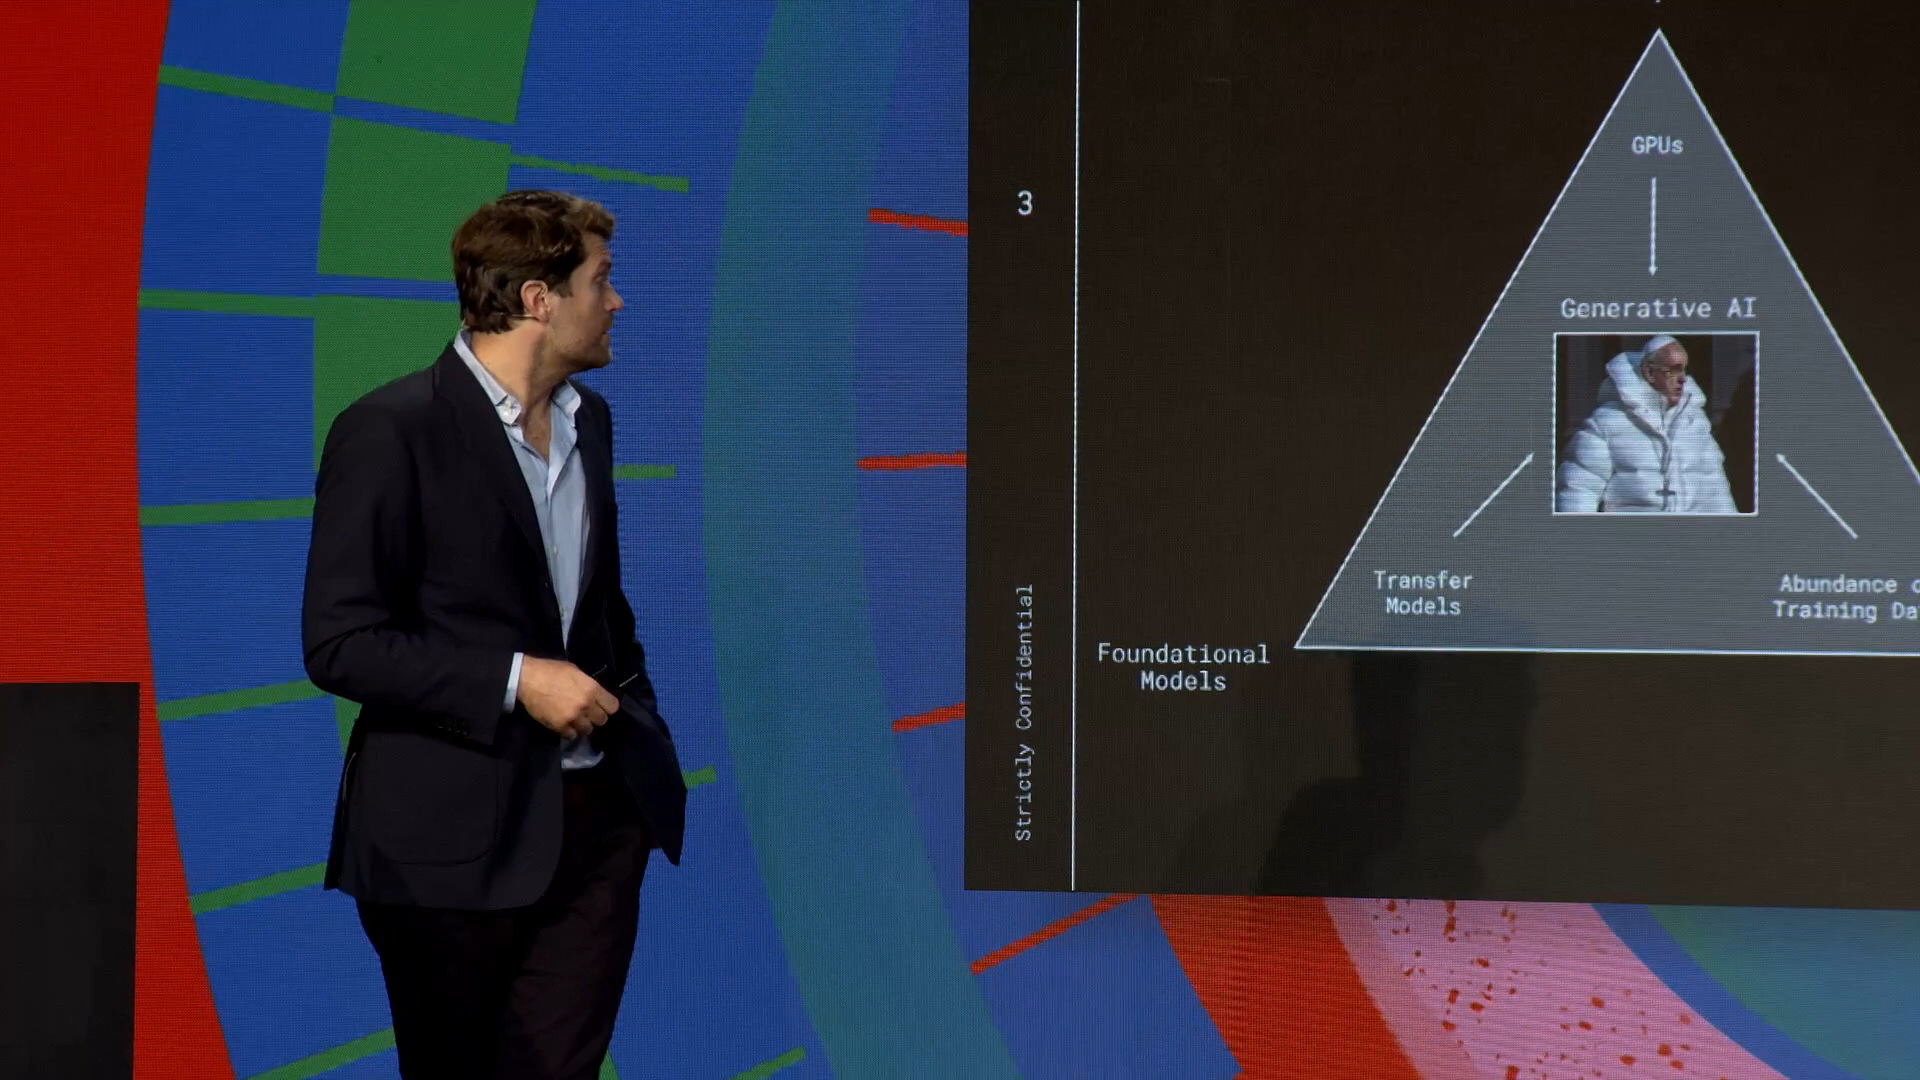 3
GPUs
Generative AI
Transfer
Models
Abundance
Training
Foundational
Models
Strictly Confidential